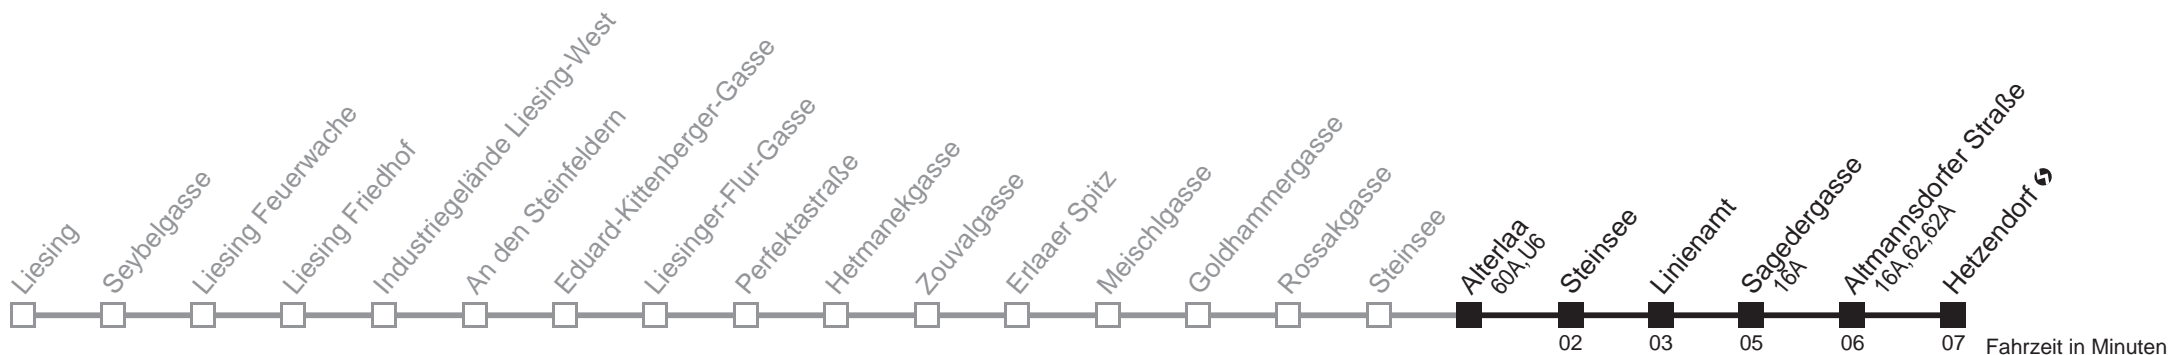 Liesing
Seybelgasse
Liesing Feuerwache
Liesing Friedhof
Industriegelände Liesing-West
An den Steinfeldern
Eduard-Kittenberger-Gasse
Liesinger-Flur-Gasse
Perfektastraße
Hetmanekgasse
Zouvalgasse
Erlaaer Spitz
Meischlgasse
Goldhammergasse
Rossakgasse
Steinsee
Alterlaa
60A,U6
Steinsee
Linienamt
Sagedergasse
16A
Altmannsdorfer Straße
16A,62,62A
Hetzendorf
02 03 05 06 07 Fahrzeit in Minuten